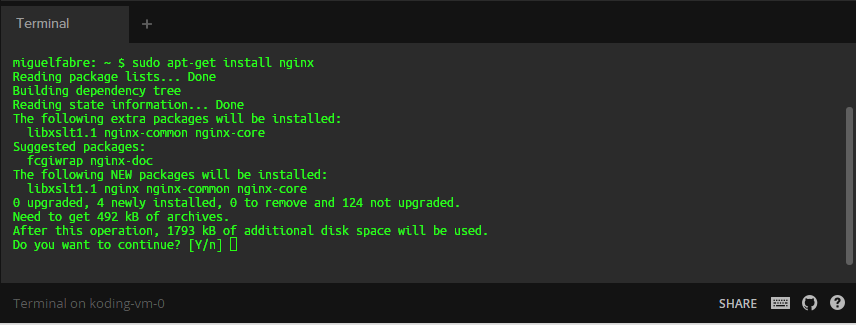 Terminal
+
miguelfabre: ~ $ sudo apt-get install nginx
Reading package lists... Done
Building dependency tree
Reading state information... Done
The following extra packages will be installed:
  libxslt1.1 nginx-common nginx-core
Suggested packages:
  fcgiwrap nginx-doc
The following NEW packages will be installed:
  libxslt1.1 nginx nginx-common nginx-core
0 upgraded, 4 newly installed, 0 to remove and 124 not upgraded.
Need to get 492 kB of archives.
After this operation, 1793 kB of additional disk space will be used.
Do you want to continue? [Y/n]
Terminal on koding-vm-0 SHARE ?